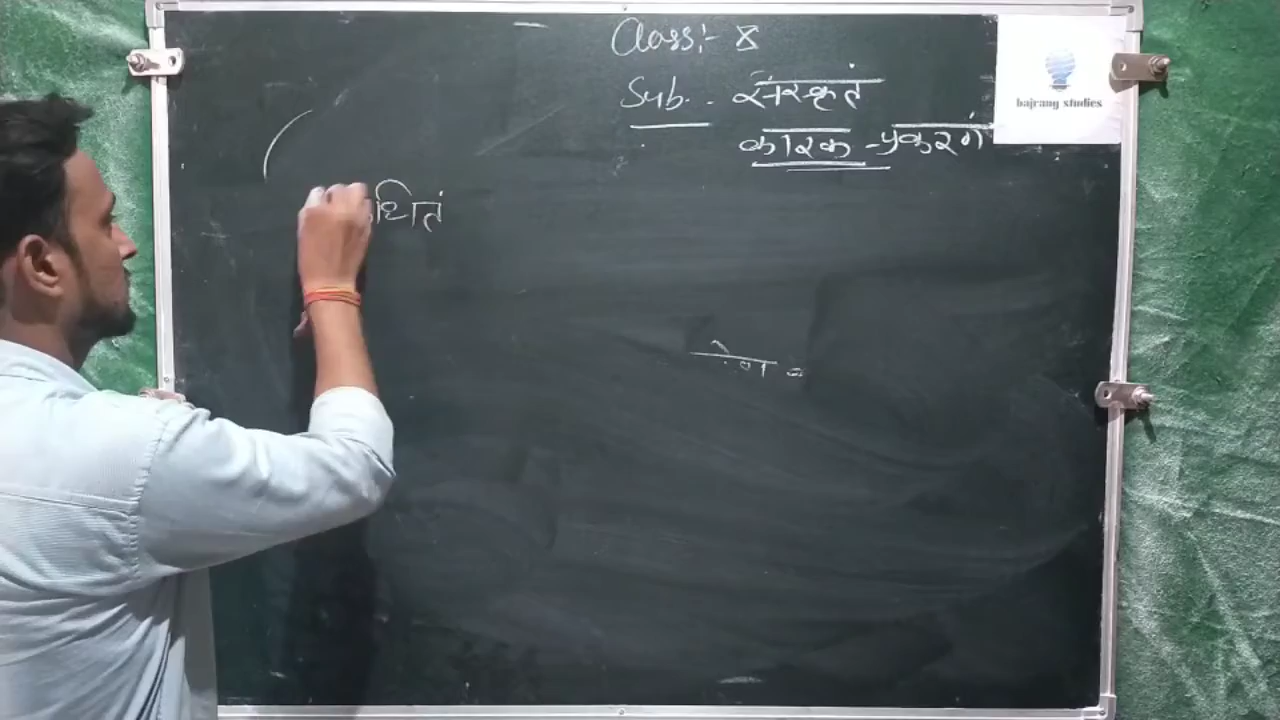 Class:- 8
Sub. - संस्कृतं
कारक - प्रकरणं
bajrang studies